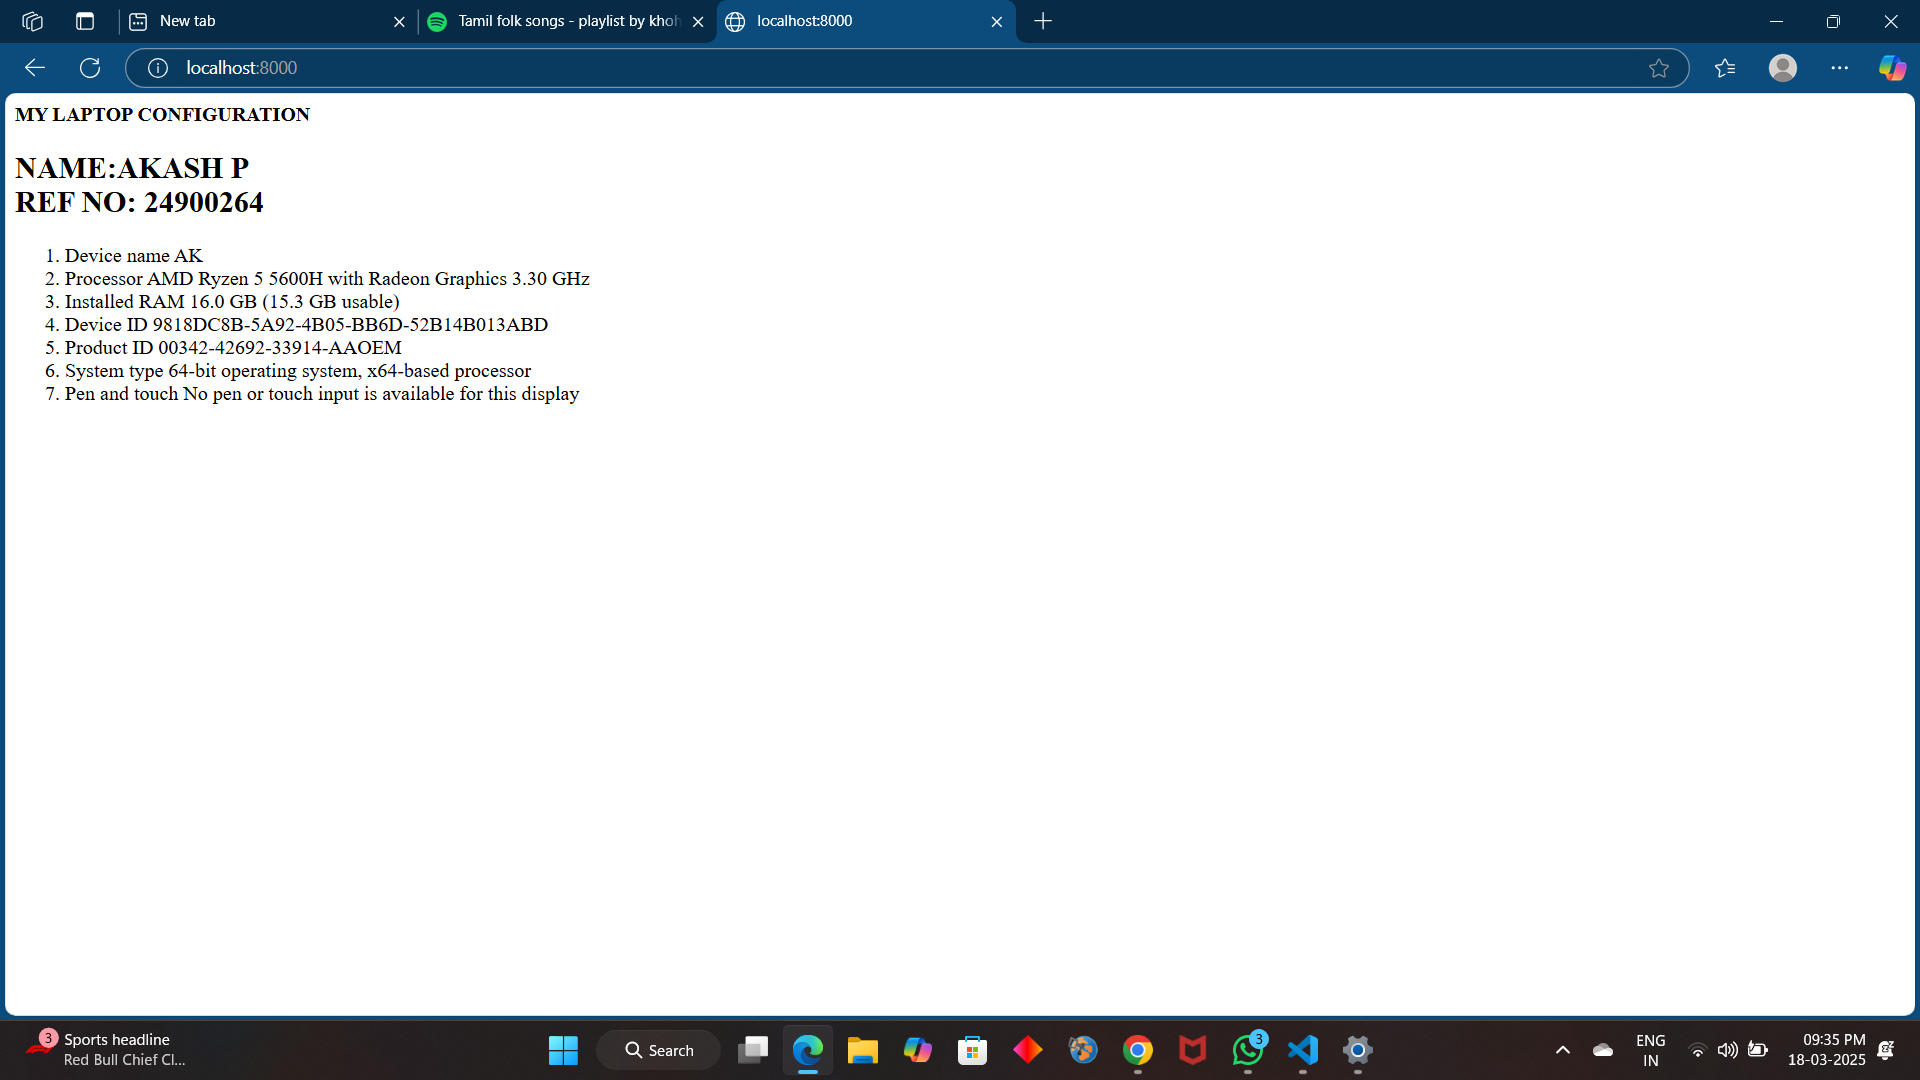 New tab
Tamil folk songs - playlist by khoh
localhost:8000
localhost:8000
MY LAPTOP CONFIGURATION
NAME:AKASH P
REF NO: 24900264
1. Device name AK
2. Processor AMD Ryzen 5 5600H with Radeon Graphics 3.30 GHz
3. Installed RAM 16.0 GB (15.3 GB usable)
4. Device ID 9818DC8B-5A92-4B05-BB6D-52B14B013ABD
5. Product ID 00342-42692-33914-AAOEM
6. System type 64-bit operating system, x64-based processor
7. Pen and touch No pen or touch input is available for this display
3
Sports headline
Red Bull Chief Cl...
Search
3
ENG
IN
09:35 PM
18-03-2025